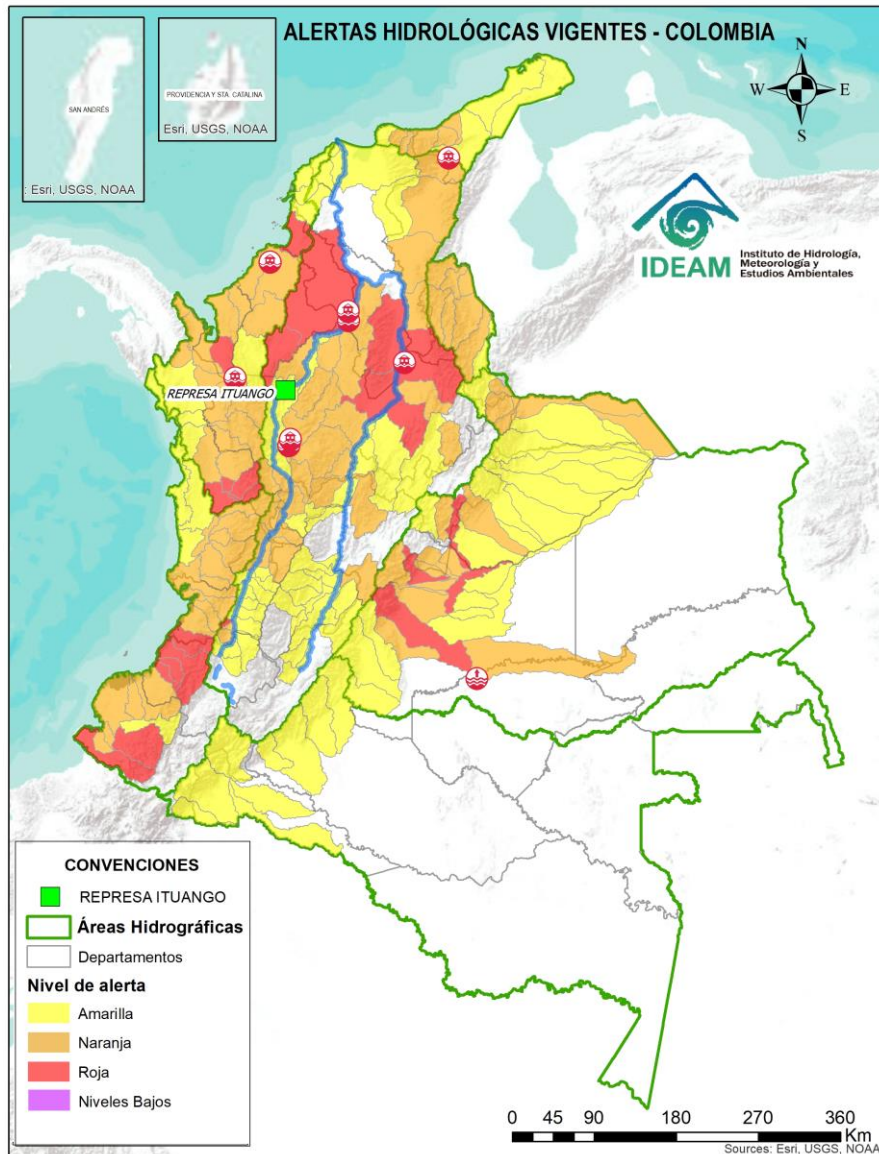 ALERTAS HIDROLÓGICAS VIGENTES - COLOMBIA
SAN ANDRÉS
: Esri, USGS, NOAA
PROVIDENCIA Y STA. CATALINA
Esri, USGS, NOAA
N
W
E
S
IDEAM
Instituto de Hidrología,
Meteorología y
Estudios Ambientales
REPRESA ITUANGO
CONVENCIONES
REPRESA ITUANGO
Áreas Hidrográficas
Departamentos
Nivel de alerta
Amarilla
Naranja
Roja
Niveles Bajos
0 45 90 180 270 360
Km
Sources: Esri, USGS, NOAA